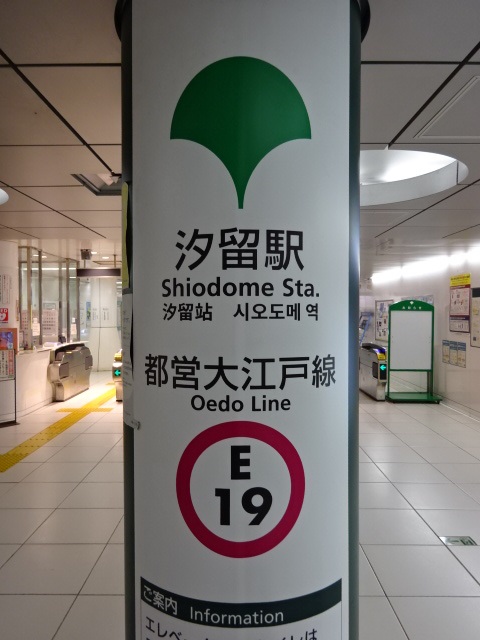 汐留駅
Shiodome Sta.
汐留站 시오도메 역
都営大江戸線
Oedo Line
E
19
ご案内 Information